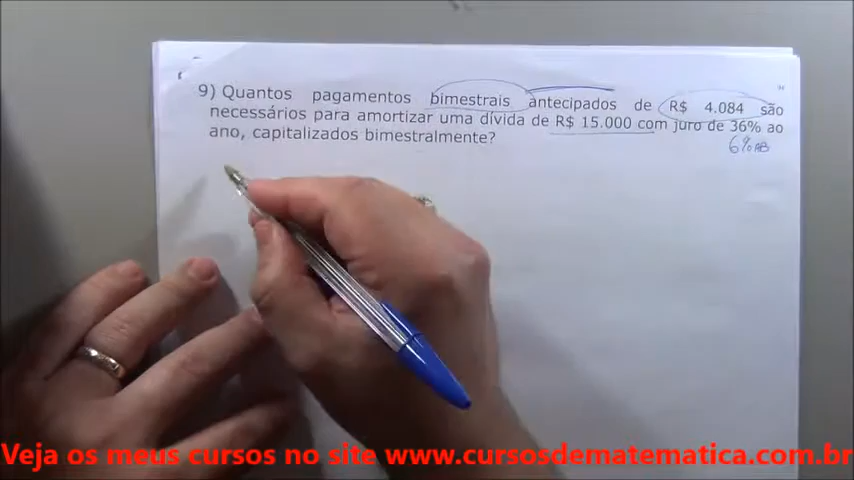 9) Quantos pagamentos bimestrais antecipados de R$ 4.084 são
necessários para amortizar uma dívida de R$ 15.000 com juro de 36% ao
ano, capitalizados bimestralmente?
6% AB
Veja os meus cursos no site www.cursosdematematica.com.br